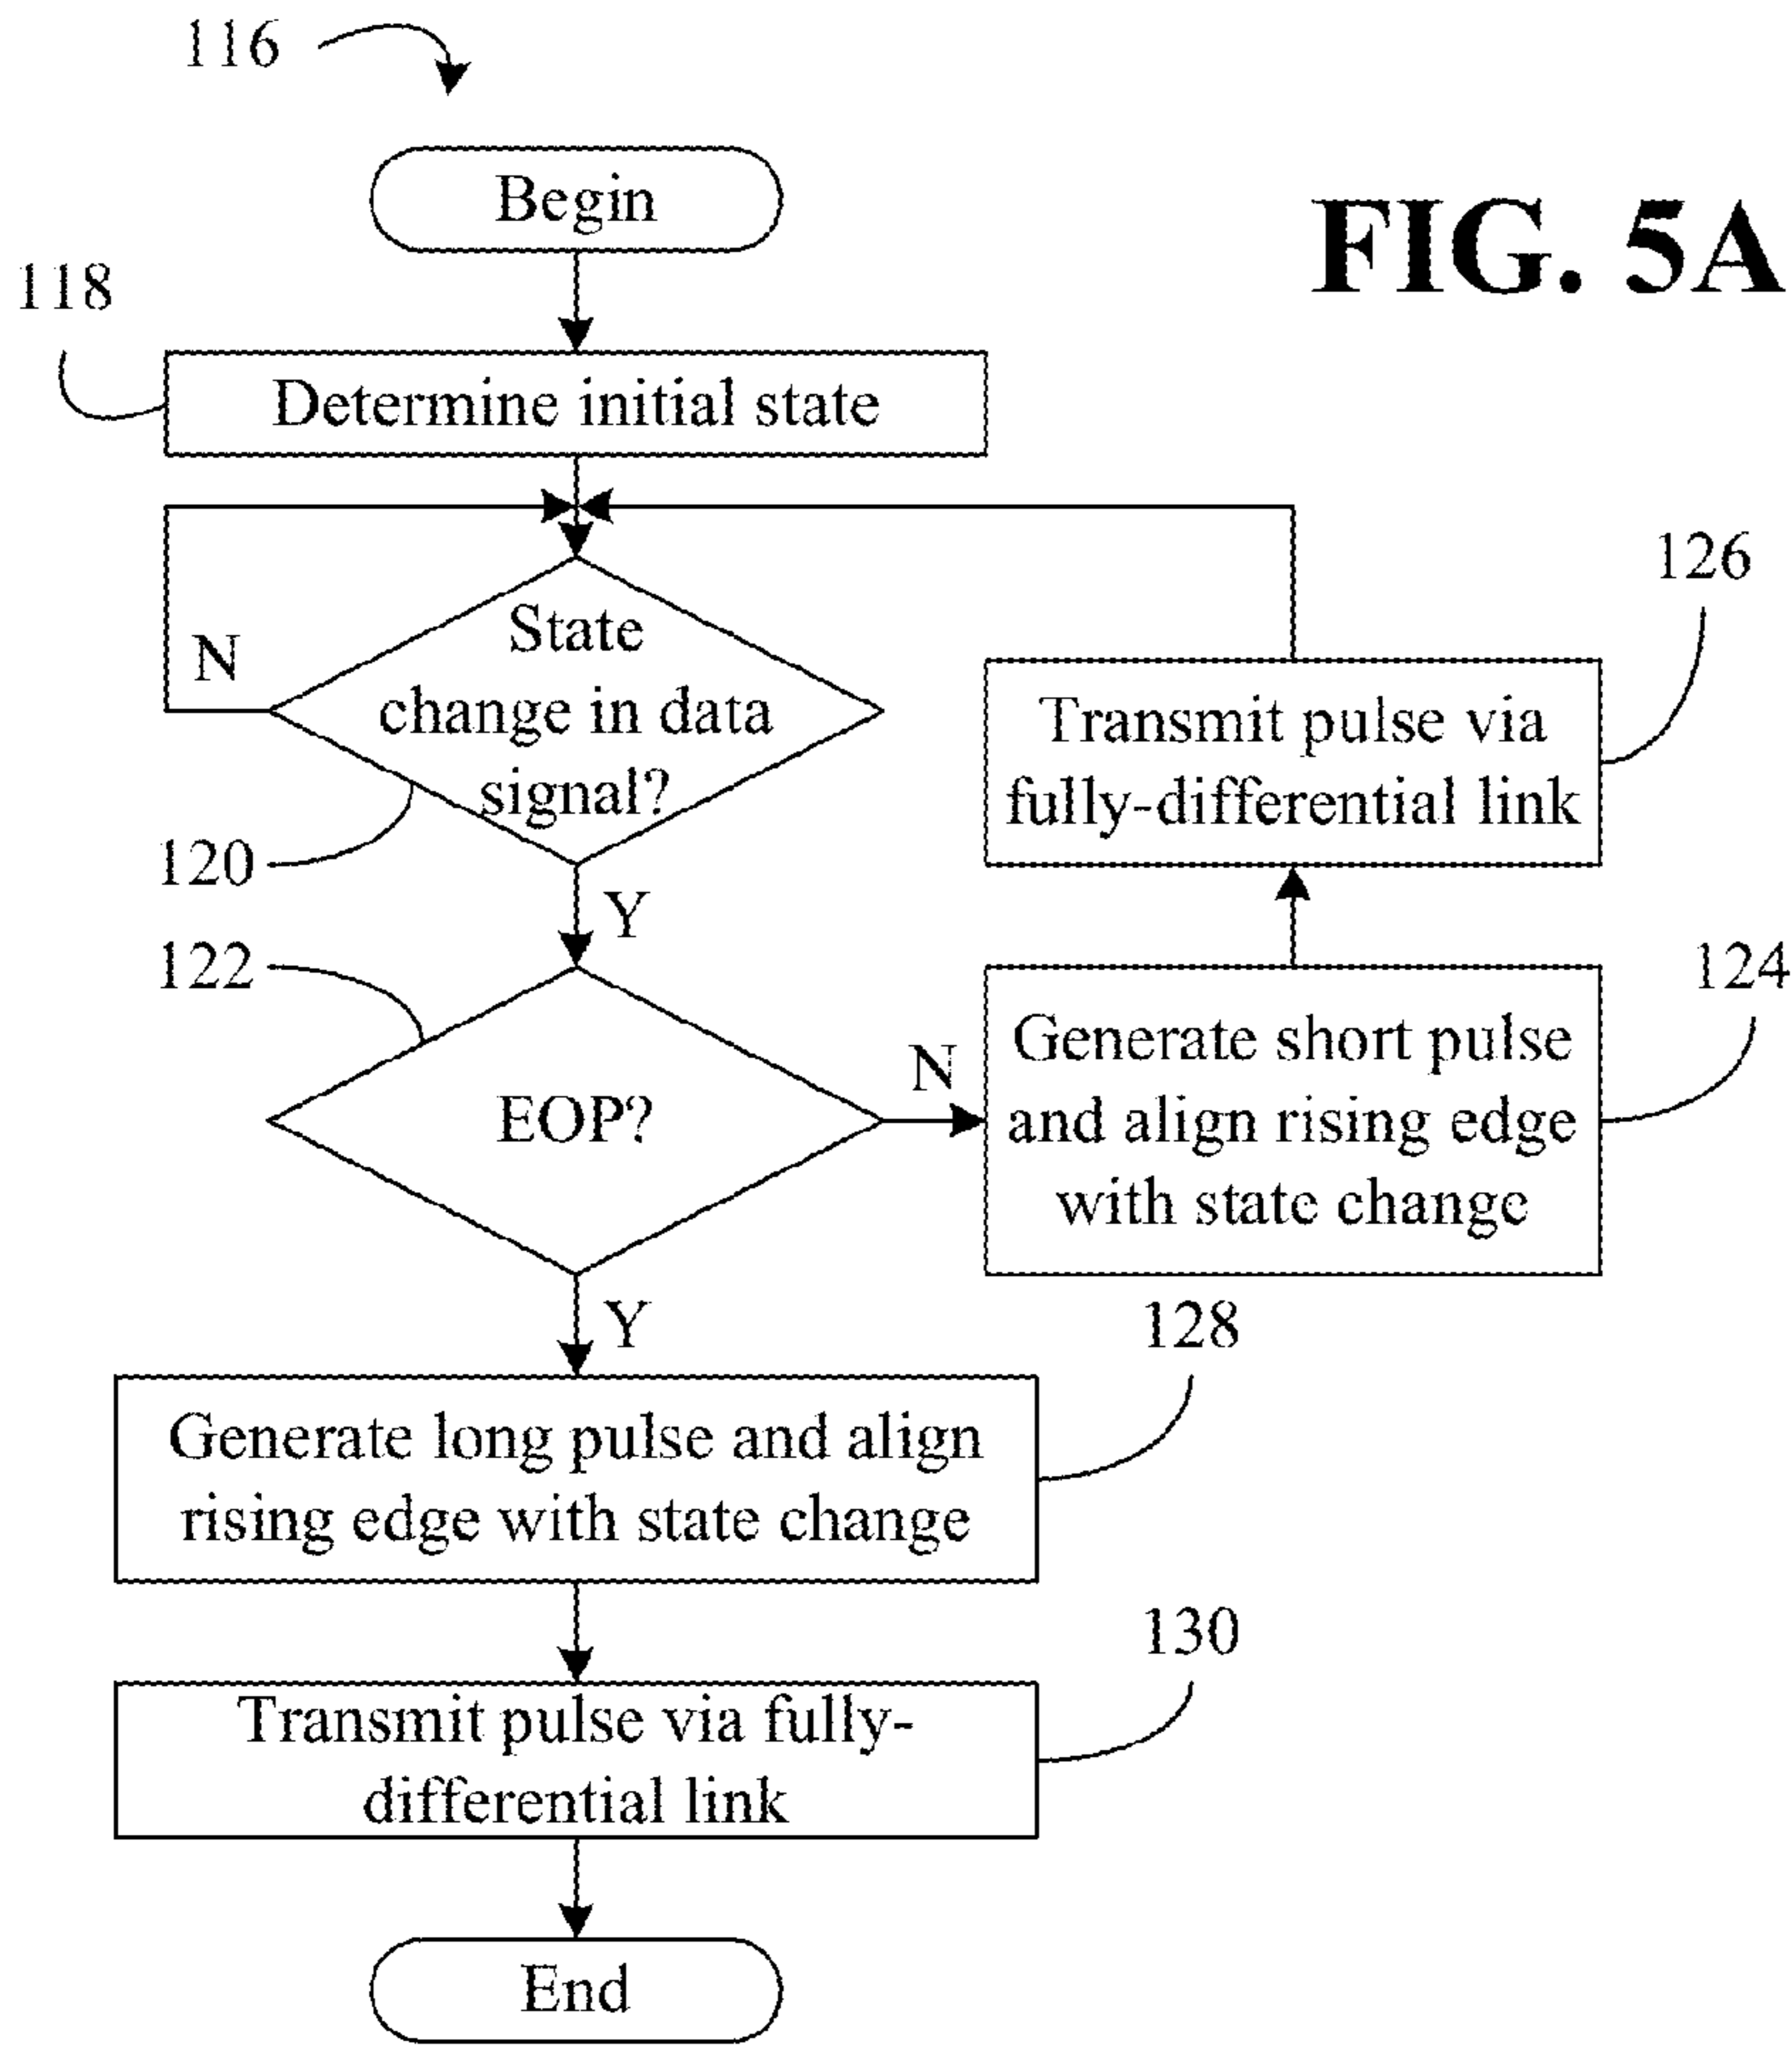 116
Begin
FIG. 5A
118
Determine initial state
126
N
State
change in data
signal?
Transmit pulse via
fully-differential link
120
Y
122
124
EOP?
N
Generate short pulse
and align rising edge
with state change
Y
128
Generate long pulse and align
rising edge with state change
130
Transmit pulse via fully-
differential link
End